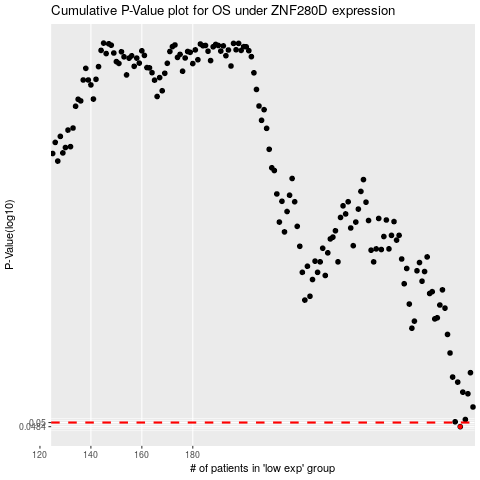 Cumulative P-Value plot for OS under ZNF280D expression
P-Value(log10)
0.05
0.0484
120 140 160 180
# of patients in 'low exp' group